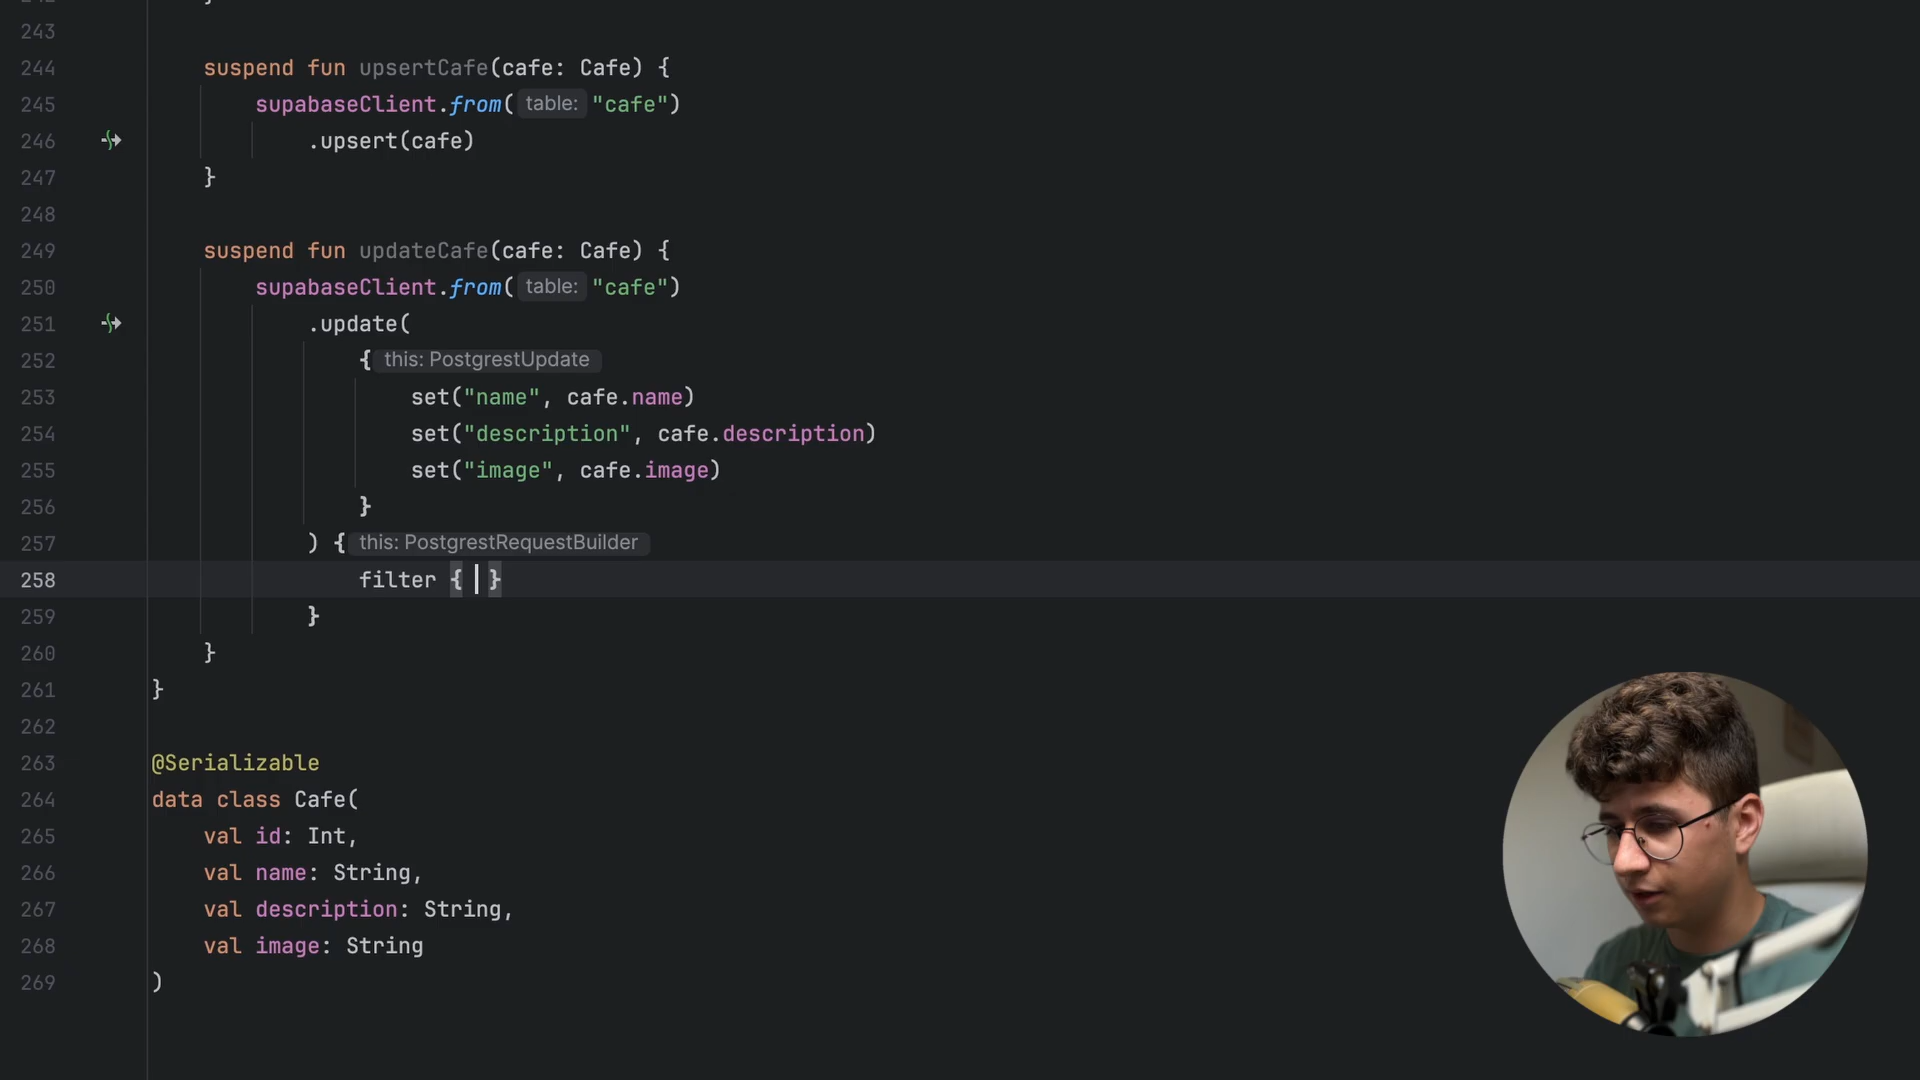 243
244 suspend fun upsertCafe(cafe: Cafe) {
245 supabaseClient.from( table: "cafe")
246 .upsert(cafe)
247 }
248
249 suspend fun updateCafe(cafe: Cafe) {
250 supabaseClient.from( table: "cafe")
251 .update(
252 { this: PostgrestUpdate
253 set("name", cafe.name)
254 set("description", cafe.description)
255 set("image", cafe.image)
256 }
257 ) { this: PostgrestRequestBuilder
258 filter { }
259 }
260 }
261 }
262
263 @Serializable
264 data class Cafe(
265 val id: Int,
266 val name: String,
267 val description: String,
268 val image: String
269 )